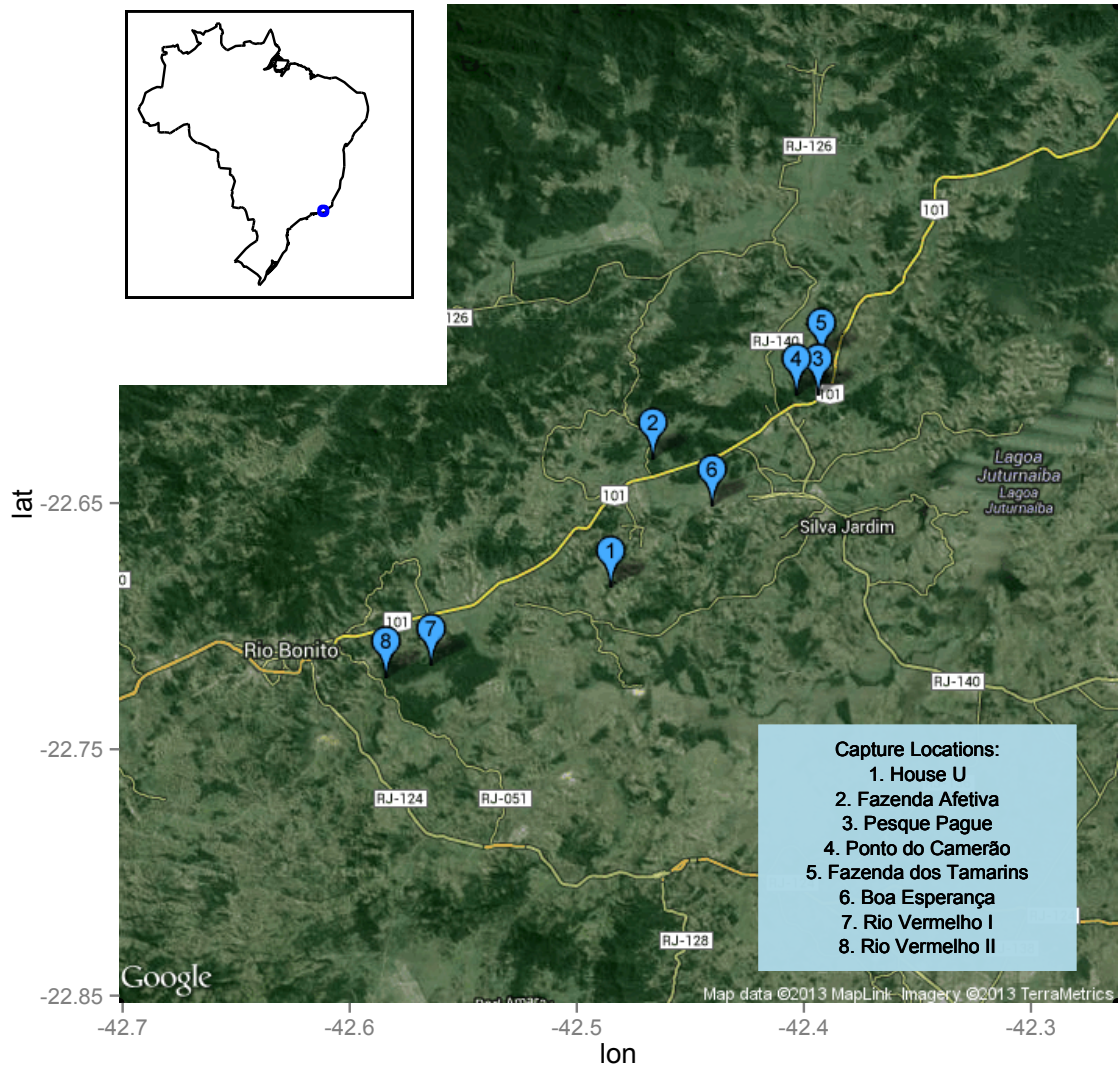 RJ-126
101
126
5
RJ-140
4
3
101
2
6
101
Lagoa
Juturnaiba
Lagoa
Juturnaiba
Silva Jardim
1
0
101
7
8
Rio Bonito
RJ-140
RJ-124
RJ-051
RJ-128
Capture Locations:
1. House U
2. Fazenda Afetiva
3. Pesque Pague
4. Ponto do Camerão
5. Fazenda dos Tamarins
6. Boa Esperança
7. Rio Vermelho I
8. Rio Vermelho II
Google
Map data ©2013 MapLink Imagery ©2013 TerraMetrics
lat
-22.65
-22.75
-22.85
-42.7
-42.6
-42.5
-42.4
-42.3
lon